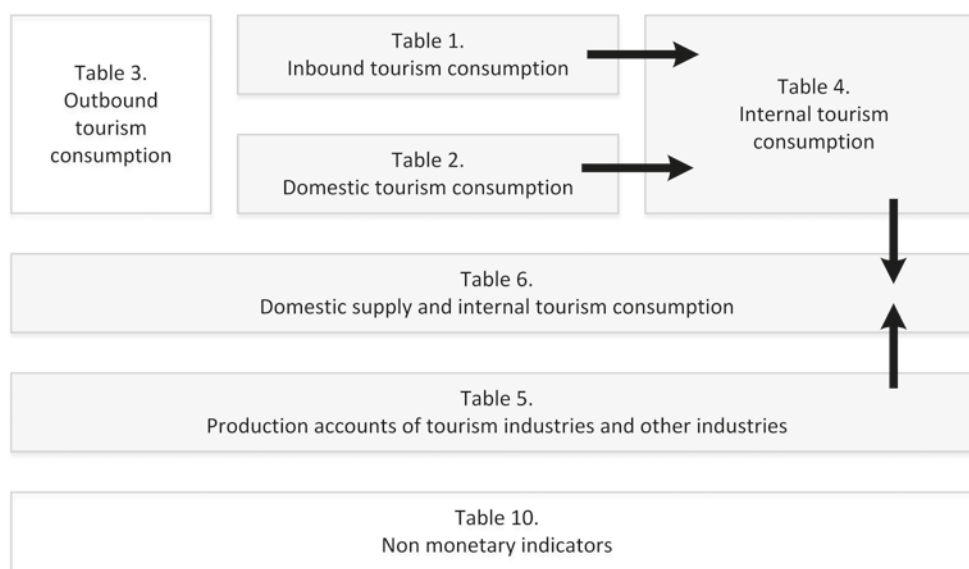 Table 3.
Outbound
tourism
consumption
Table 1.
Inbound tourism consumption
Table 2.
Domestic tourism consumption
Table 4.
Internal tourism
consumption
Table 6.
Domestic supply and internal tourism consumption
Table 5.
Production accounts of tourism industries and other industries
Table 10.
Non monetary indicators